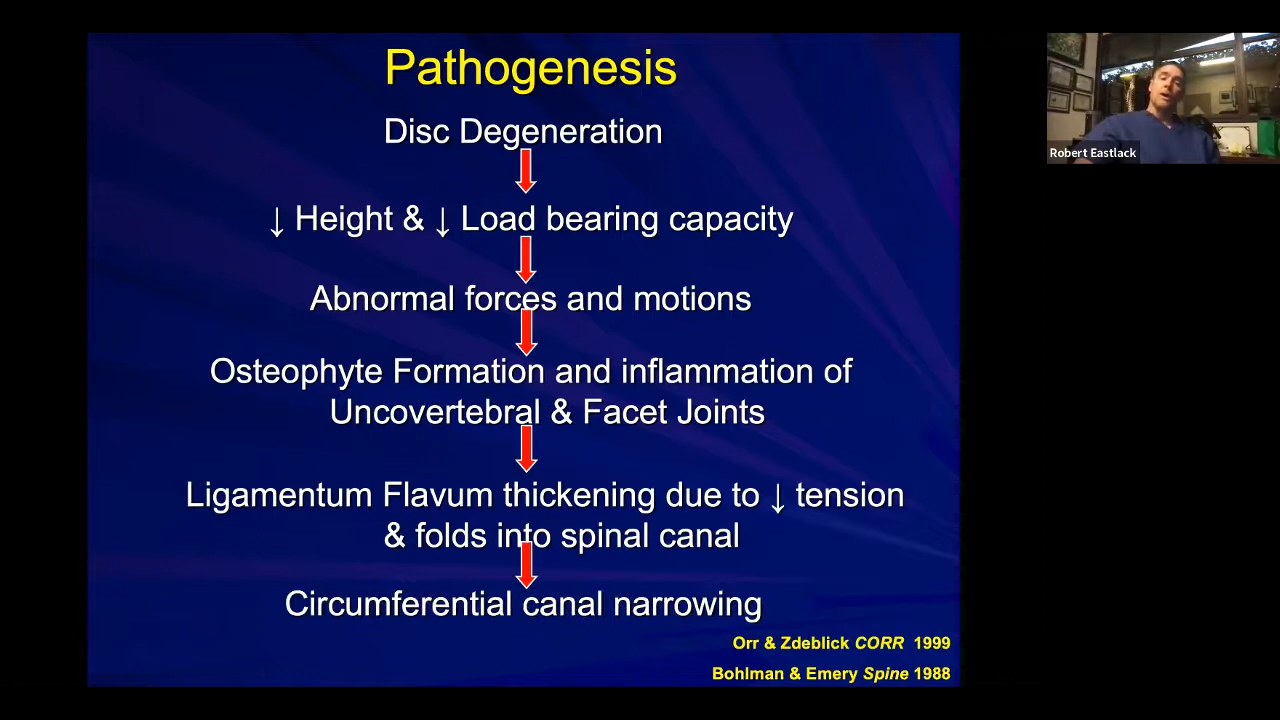 Pathogenesis
Disc Degeneration
↓ Height & ↓ Load bearing capacity
Abnormal forces and motions
Osteophyte Formation and inflammation of
Uncovertebral & Facet Joints
Ligamentum Flavum thickening due to ↓ tension
& folds into spinal canal
Circumferential canal narrowing
Orr & Zdeblick CORR 1999
Bohlman & Emery Spine 1988
Robert Eastlack